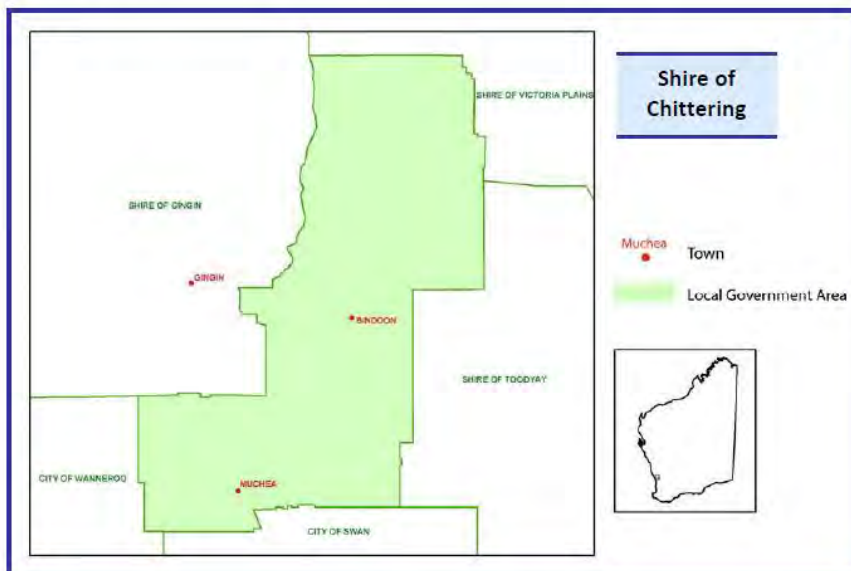 Shire of
Chittering
SHIRE OF VICTORIA PLAINS
SHIRE OF GINGIN
GINGIN
BINDOON
SHIRE OF TOODYAY
CITY OF WANNEROO
MUCHEA
CITY OF SWAN
Muchea
Town
Local Government Area